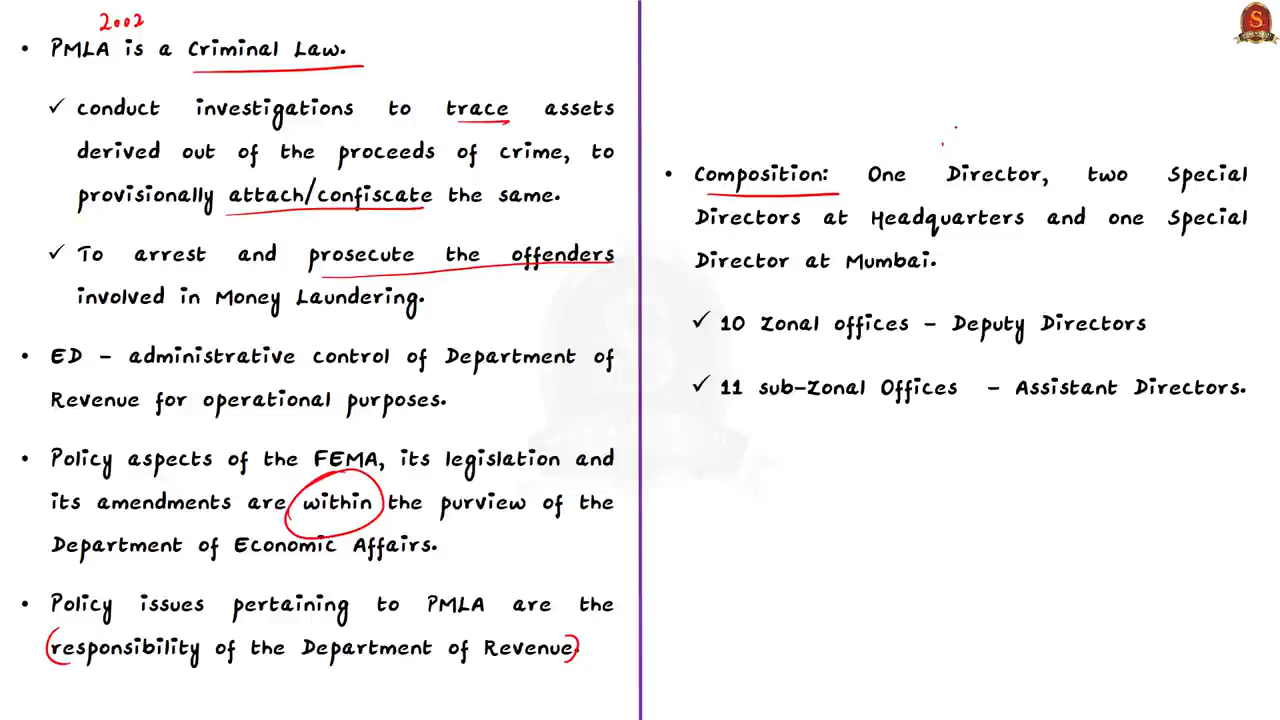 2002
• PMLA is a Criminal Law.
✓ conduct investigations to trace assets
derived out of the proceeds of crime, to
provisionally attach/confiscate the same.
✓ To arrest and prosecute the offenders
involved in Money Laundering.
• ED – administrative control of Department of
Revenue for operational purposes.
• Policy aspects of the FEMA, its legislation and
its amendments are within the purview of the
Department of Economic Affairs.
• Policy issues pertaining to PMLA are the
(responsibility of the Department of Revenue).
• Composition: One Director, two Special
Directors at Headquarters and one Special
Director at Mumbai.
✓ 10 Zonal offices – Deputy Directors
✓ 11 sub-Zonal Offices – Assistant Directors.
S